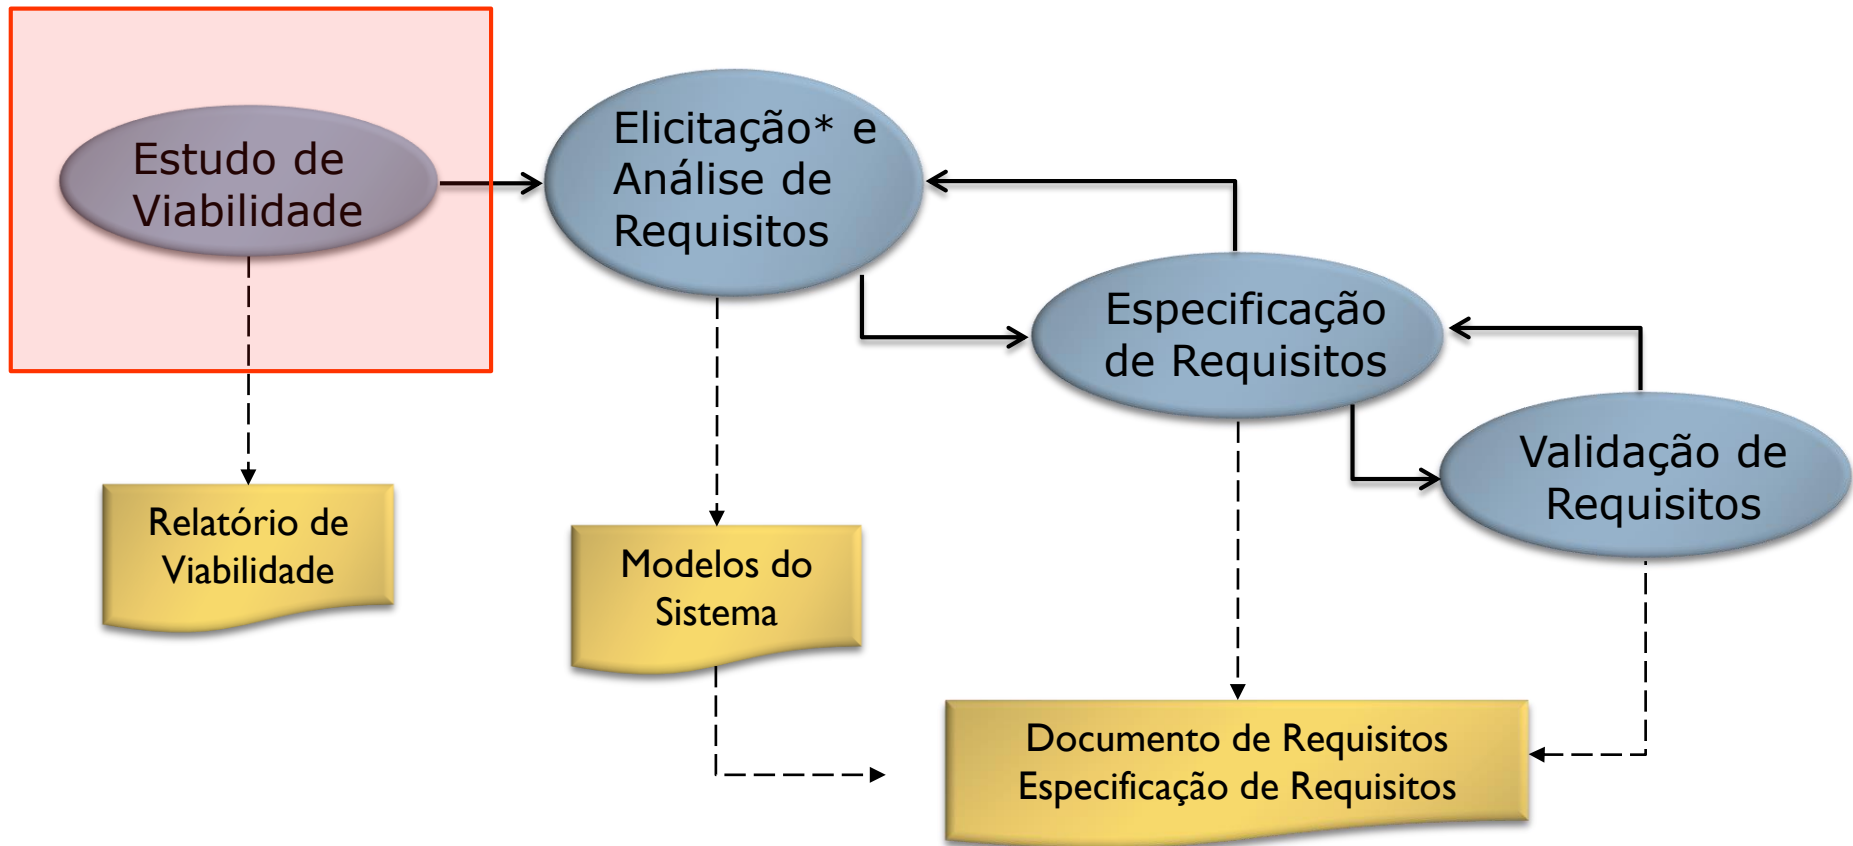 Estudo de
Viabilidade
Elicitação* e
Análise de
Requisitos
Especificação
de Requisitos
Validação de
Requisitos
Relatório de
Viabilidade
Modelos do
Sistema
Documento de Requisitos
Especificação de Requisitos